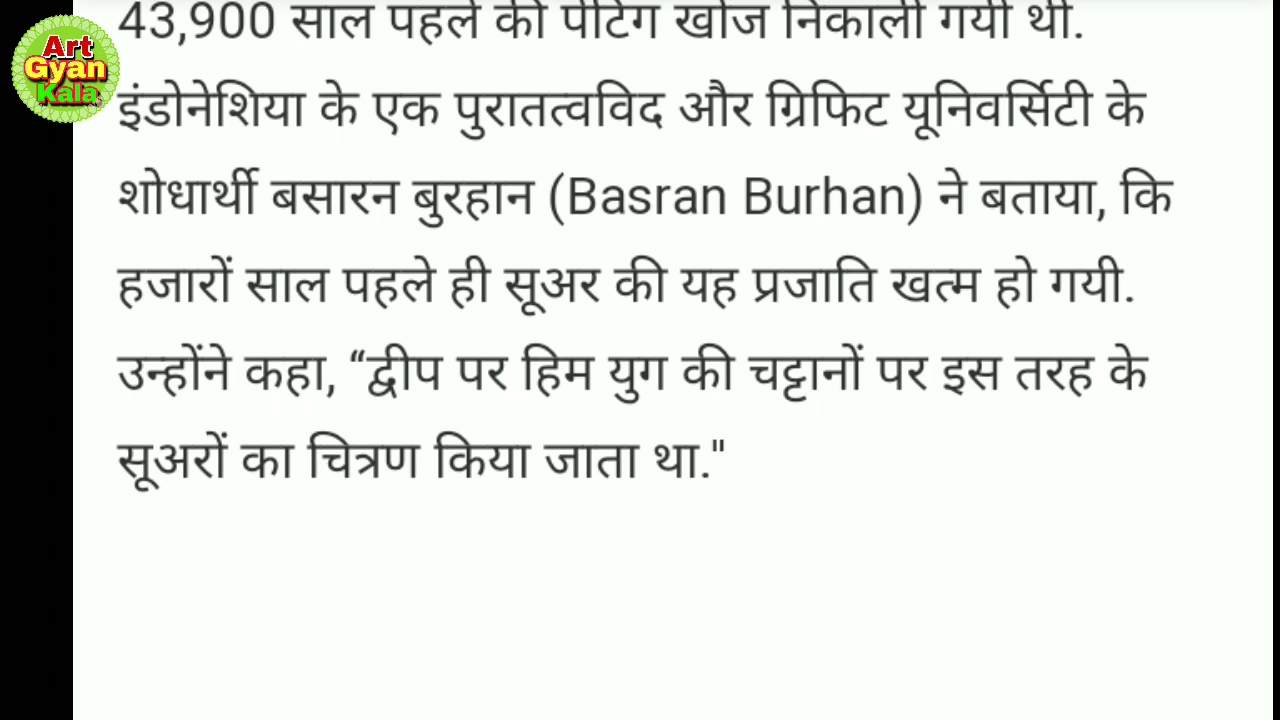 Art
Gyan
Kala
43,900 साल पहले की पेंटिंग खोज निकाली गयी थी.
इंडोनेशिया के एक पुरातत्वविद और ग्रिफिट यूनिवर्सिटी के
शोधार्थी बसारन बुरहान (Basran Burhan) ने बताया, कि
हजारों साल पहले ही सूअर की यह प्रजाति खत्म हो गयी.
उन्होंने कहा, “द्वीप पर हिम युग की चट्टानों पर इस तरह के
सूअरों का चित्रण किया जाता था."